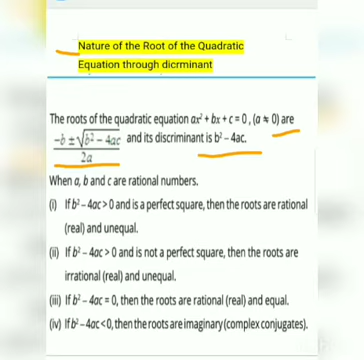 Nature of the Root of the Quadratic
Equation through dicrminant
The roots of the quadratic equation ax² + bx + c = 0 , (a ≈ 0) are
-b ± √b² – 4ac / 2a and its discriminant is b² – 4ac.
When a, b and c are rational numbers.
(i) If b² – 4ac > 0 and is a perfect square, then the roots are rational
(real) and unequal.
(ii) If b² – 4ac > 0 and is not a perfect square, then the roots are
irrational (real) and unequal.
(iii) If b² – 4ac = 0, then the roots are rational (real) and equal.
(iv) If b² – 4ac < 0, then the roots are imaginary (complex conjugates).